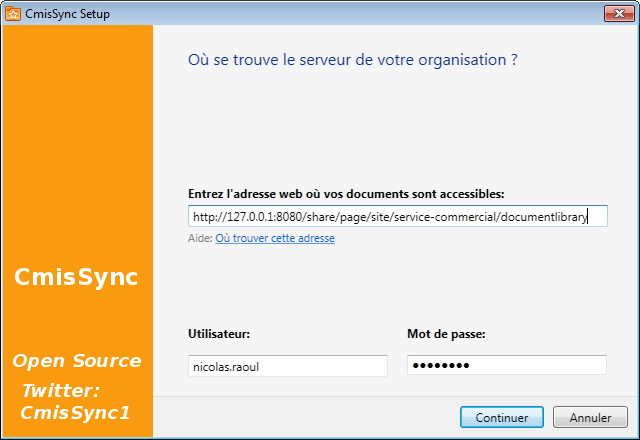 CmisSync Setup
Où se trouve le serveur de votre organisation ?
Entrez l'adresse web où vos documents sont accessibles:
http://127.0.0.1:8080/share/page/site/service-commercial/documentlibrary
Aide: Où trouver cette adresse
CmisSync
Utilisateur:
Mot de passe:
nicolas.raoul
●●●●●●●●
Open Source
Twitter:
CmisSync1
Continuer
Annuler